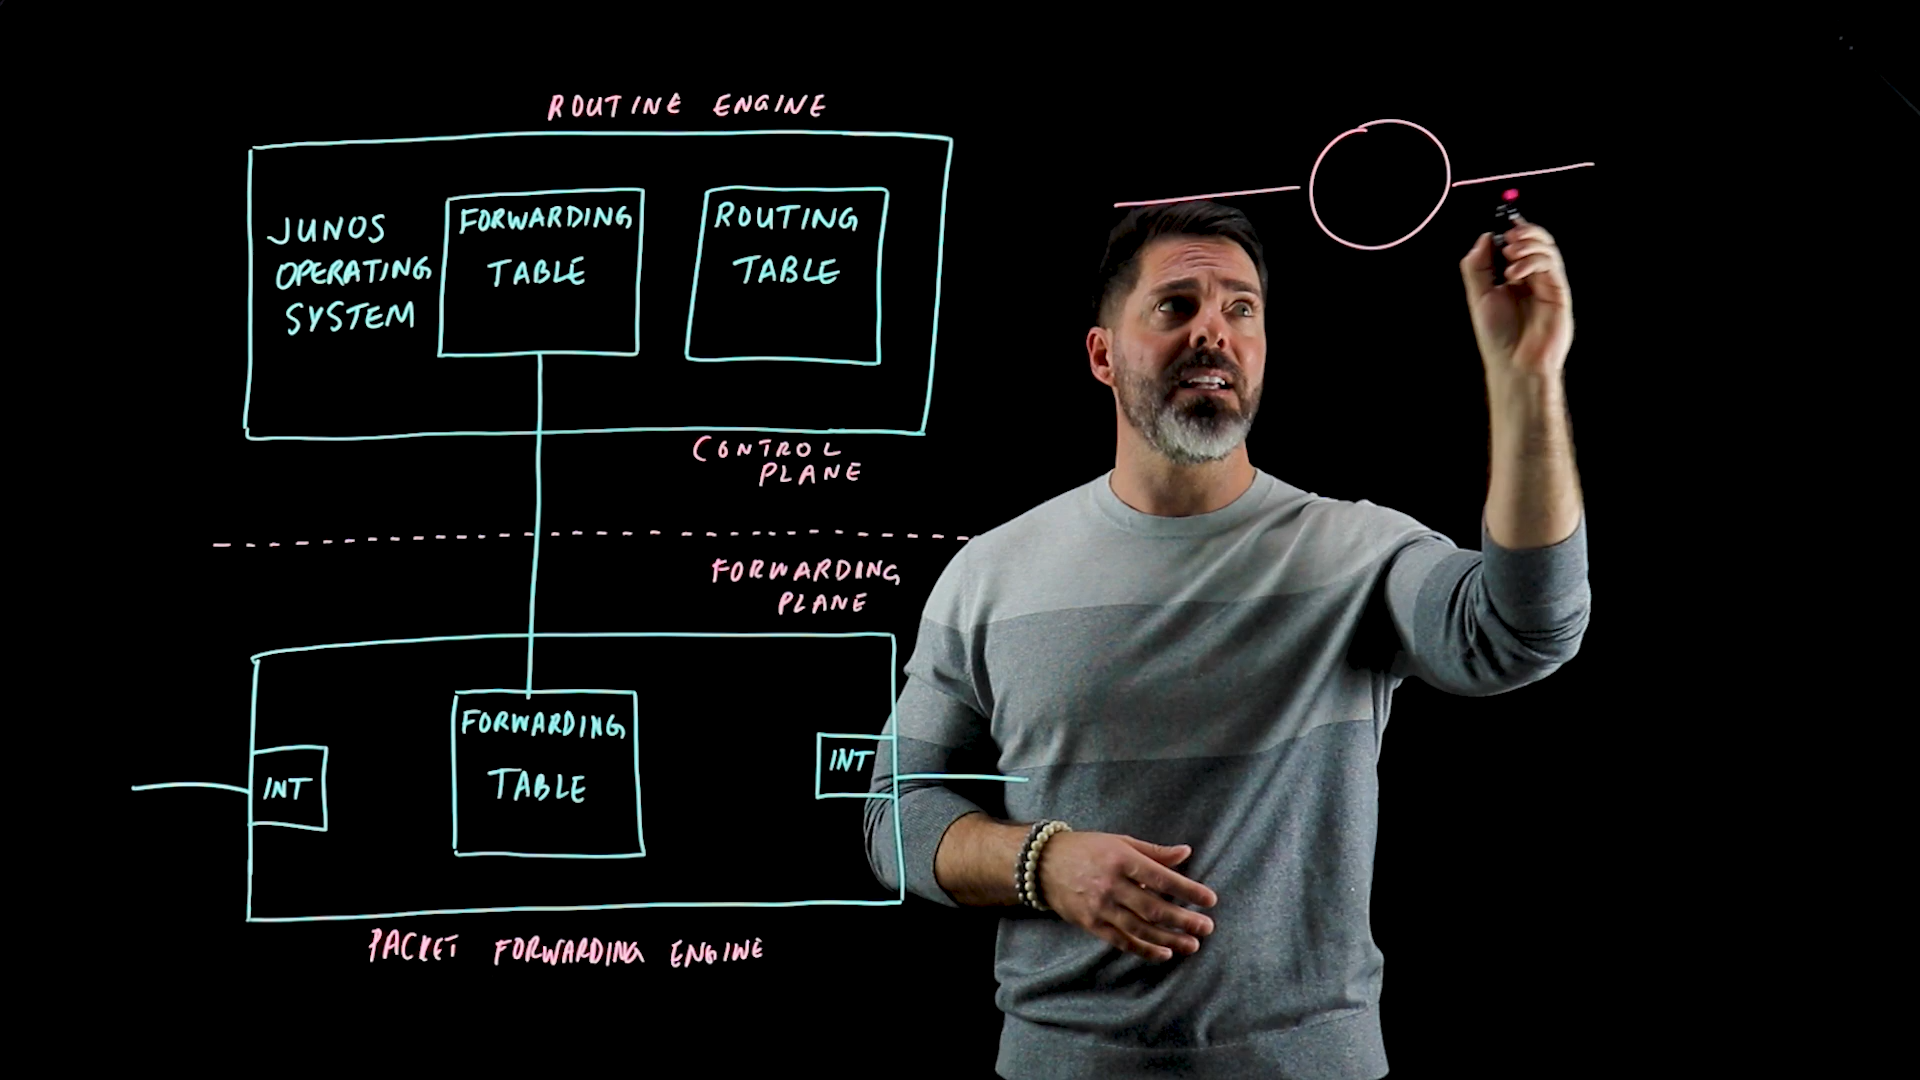 ROUTINE ENGINE
JUNOS
OPERATING
SYSTEM
FORWARDING
TABLE
ROUTING
TABLE
CONTROL
PLANE
FORWARDING
PLANE
FORWARDING
TABLE
INT
INT
PACKET FORWARDING ENGINE